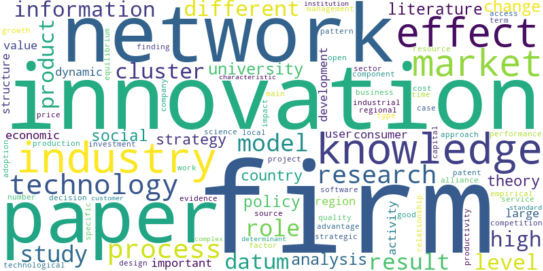 information different literature change
institution management access term
growth network effect
value structure product equilibrium finding pattern open resource
dynamic cluster university development market
characteristic sector component
price company impact main business industrial regional cost time type case
innovation
economic social strategy science local user consumer approach performance
adoption production investment model knowledge
industry work project capital
technology country research patent alliance theory empirical
number decision customer evidence policy software region service standard
paper specific source role quality advantage strategic firm activity good relationship large competition
study process complex determinant factor productivity high
technological design important datum analysis result level